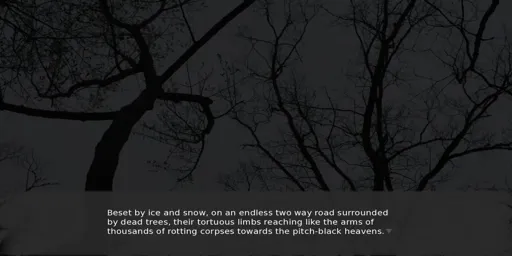 Beset by ice and snow, on an endless two way road surrounded
by dead trees, their tortuous limbs reaching like the arms of
thousands of rotting corpses towards the pitch-black heavens.